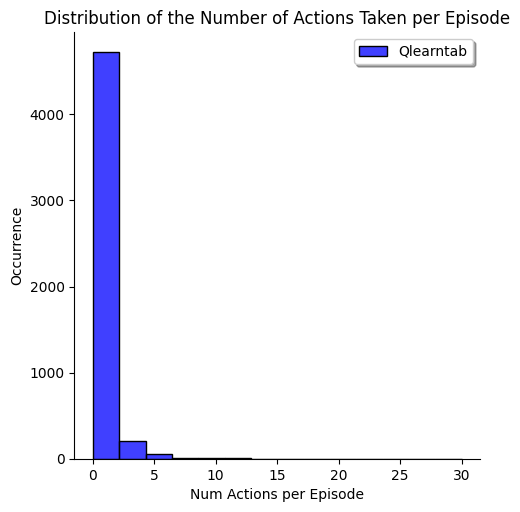 Distribution of the Number of Actions Taken per Episode
Qlearntab
4000
3000
2000
1000
0
Occurrence
0 5 10 15 20 25 30
Num Actions per Episode